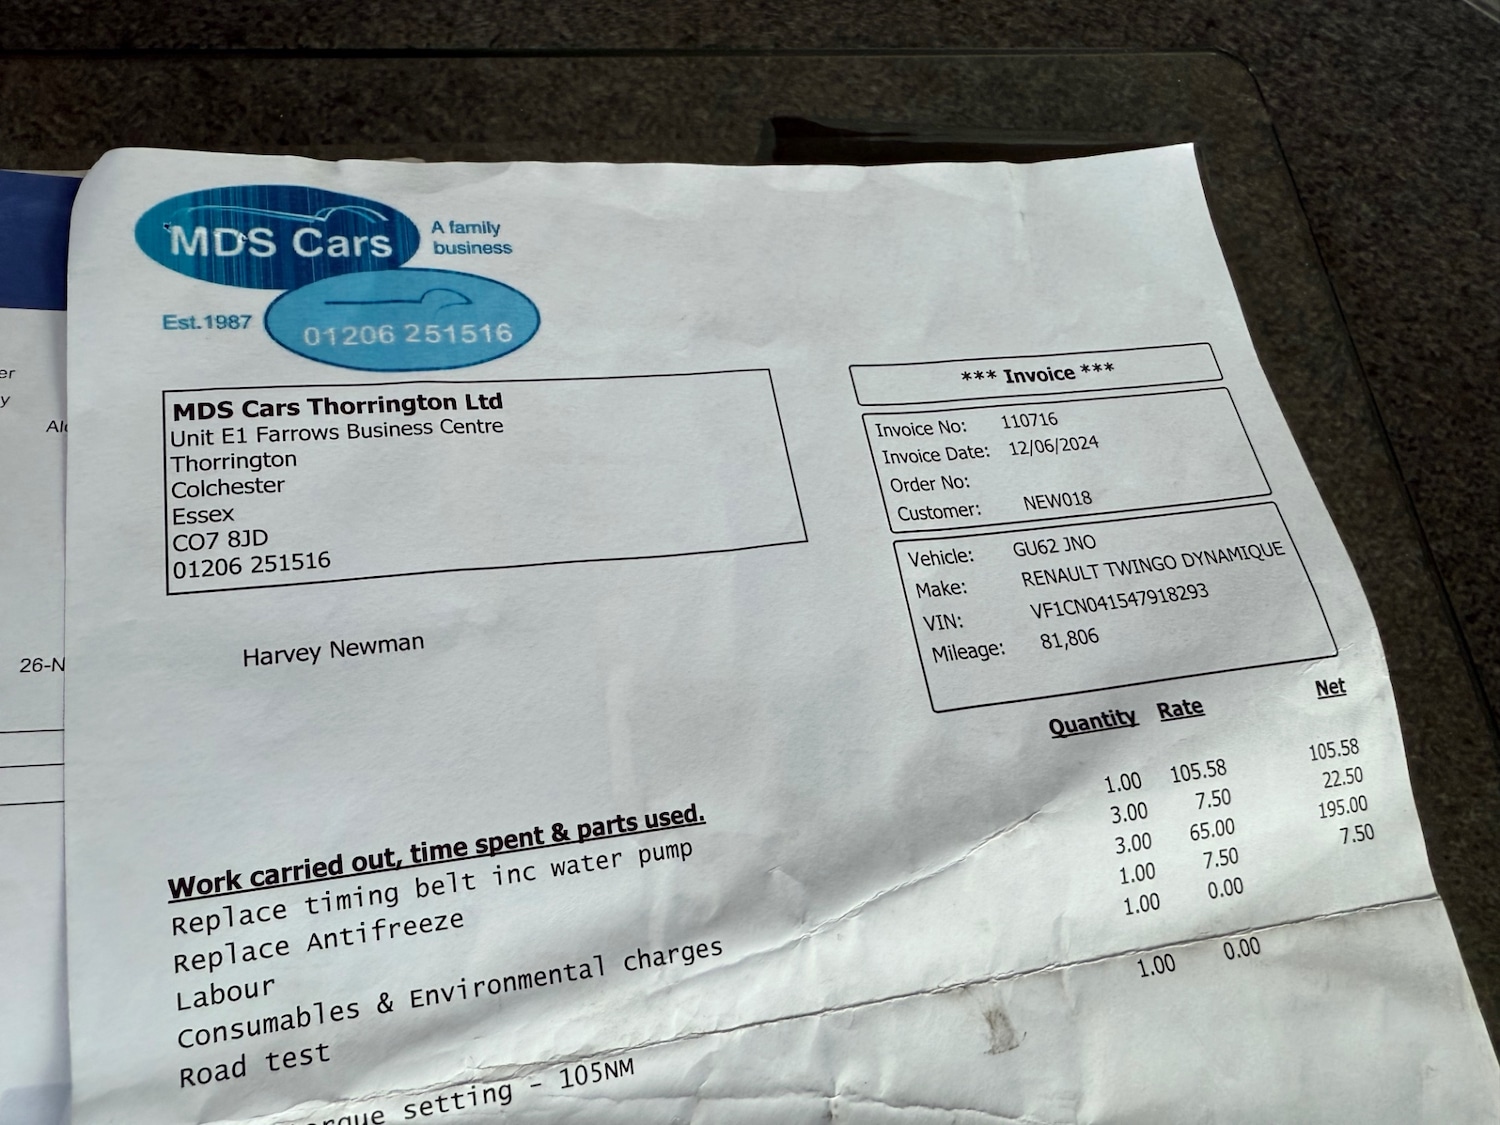 MDS Cars
A family
business
Est.1987
01206 251516
MDS Cars Thorrington Ltd
Unit E1 Farrows Business Centre
Thorrington
Colchester
Essex
CO7 8JD
01206 251516
*** Invoice ***
Invoice No: 110716
Invoice Date: 12/06/2024
Order No:
Customer: NEW018
Vehicle: GU62 JNO
Make: RENAULT TWINGO DYNAMIQUE
VIN: VF1CN041547918293
Mileage: 81,806
Harvey Newman
26-N
Work carried out, time spent & parts used. Quantity Rate Net
Replace timing belt inc water pump 1.00 105.58 105.58
Replace Antifreeze 3.00 7.50 22.50
Labour 3.00 65.00 195.00
Consumables & Environmental charges 1.00 7.50 7.50
Road test 1.00 0.00
setting - 105NM 1.00 0.00